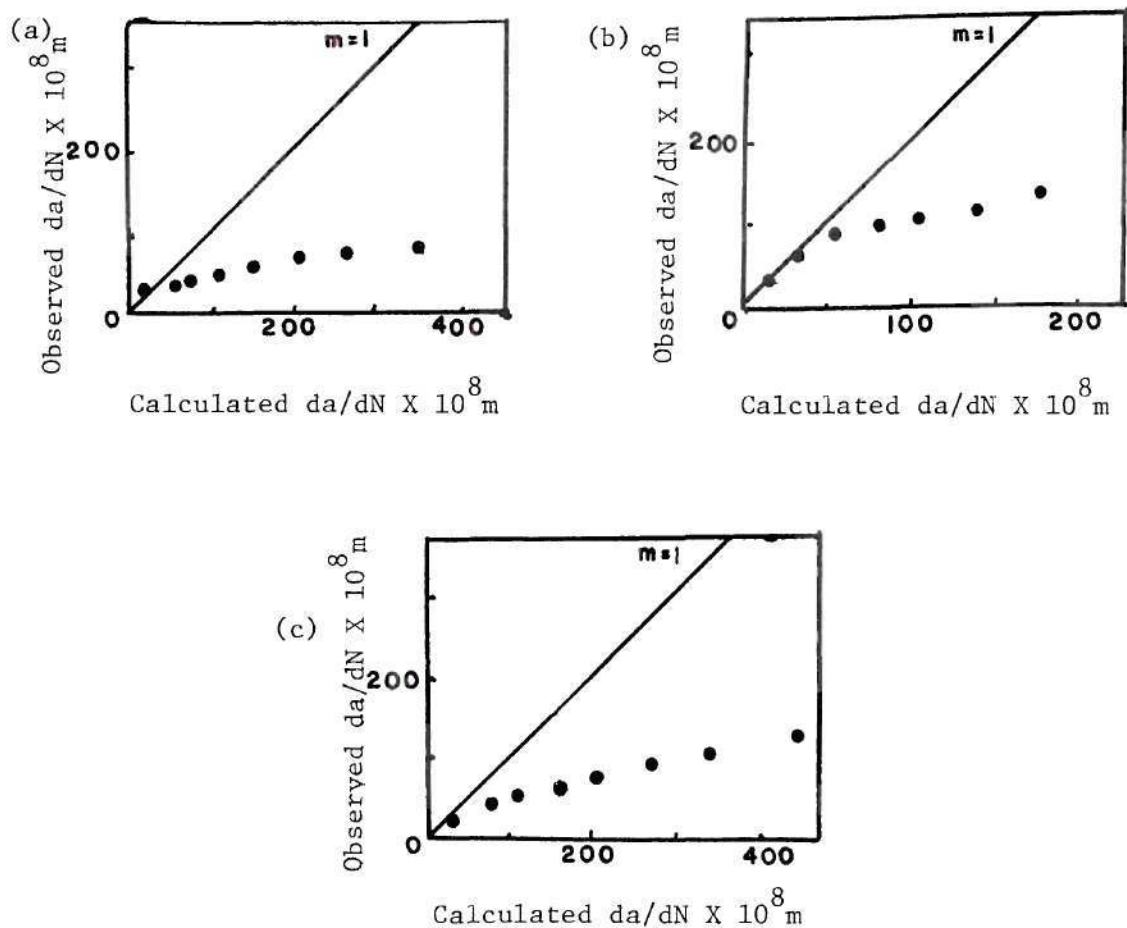 (a)
Observed da/dN X 10⁸m
m=1
200
0
200
400
Calculated da/dN X 10⁸m
(b)
Observed da/dN X 10⁸m
m=1
200
0
100
200
Calculated da/dN X 10⁸m
(c)
Observed da/dN X 10⁸m
m=1
200
0
200
400
Calculated da/dN X 10⁸m